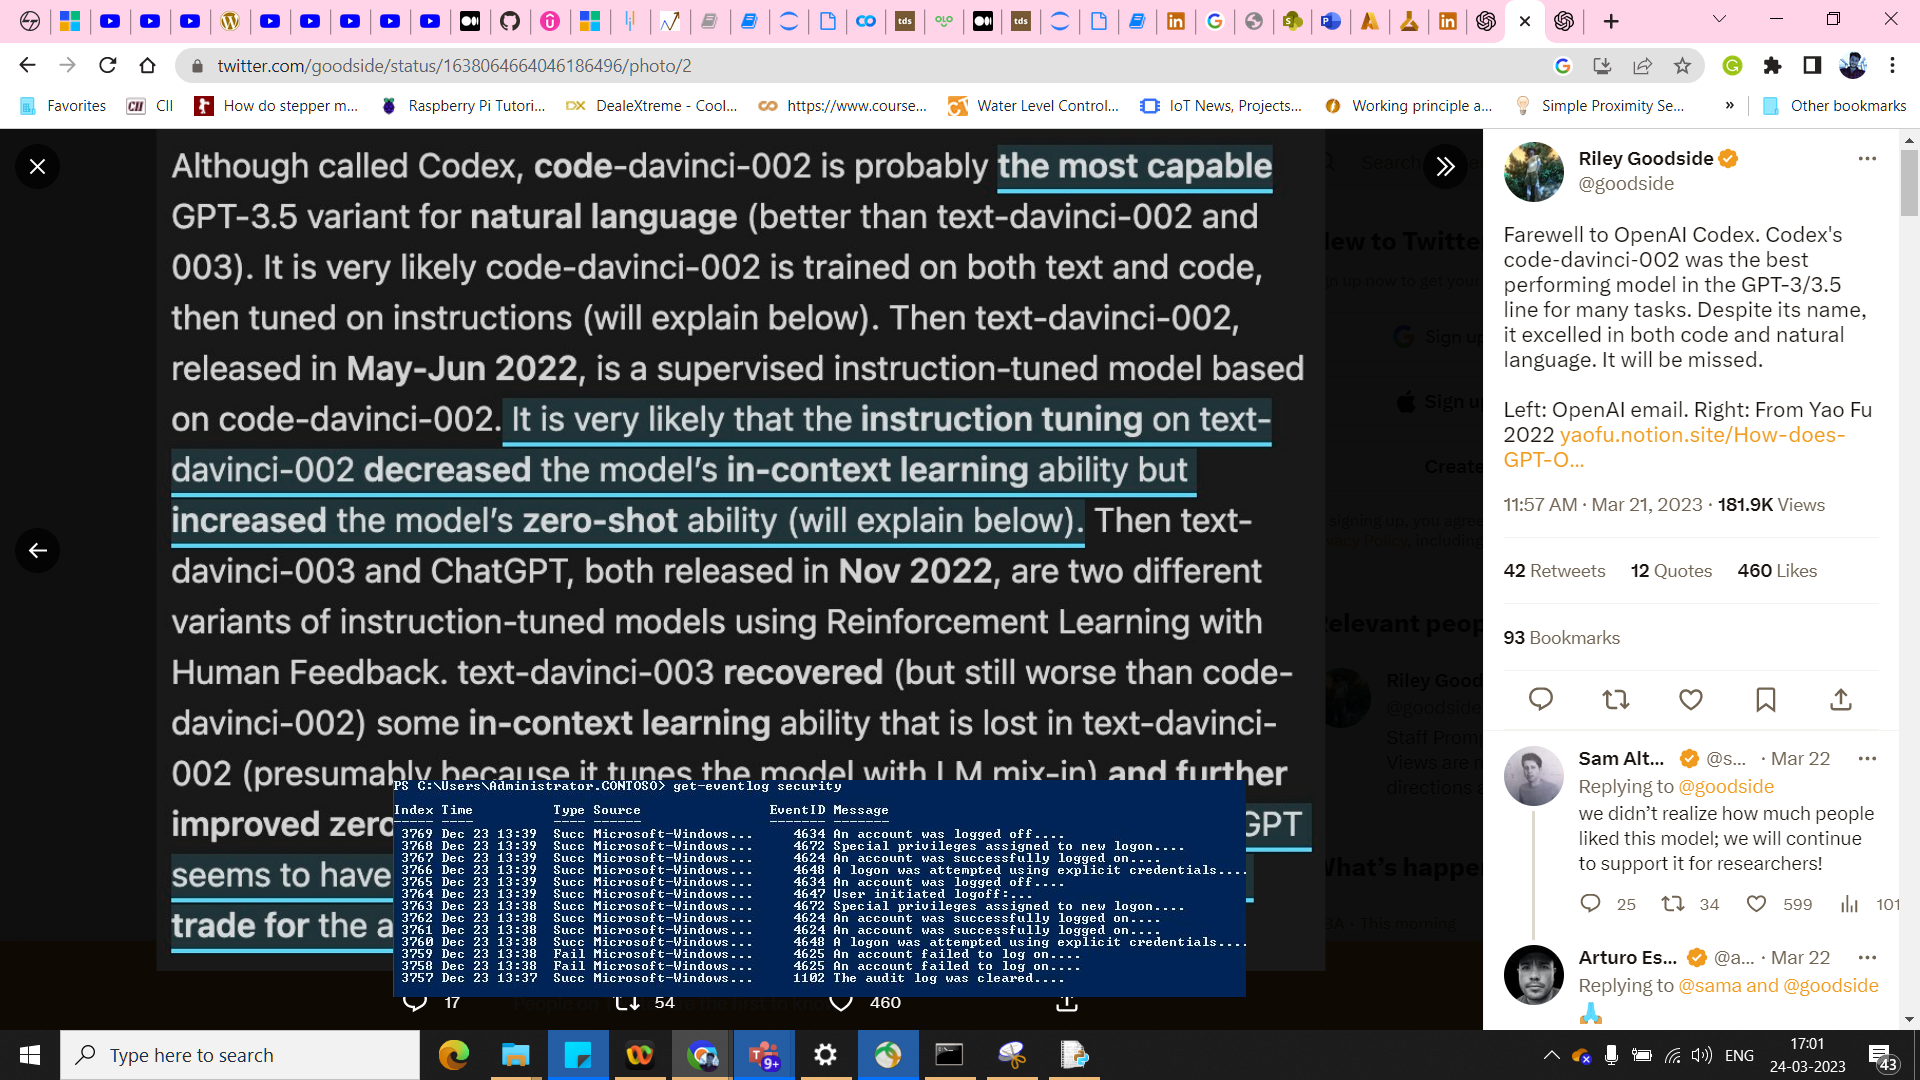 twitter.com/goodside/status/1638064664046186496/photo/2
Favorites
CII
How do stepper m...
Raspberry Pi Tutori...
DealeXtreme - Cool...
https://www.course...
Water Level Control...
IoT News, Projects...
Working principle a...
Simple Proximity Se...
»
Other bookmarks
Although called Codex, code-davinci-002 is probably the most capable
GPT-3.5 variant for natural language (better than text-davinci-002 and
003). It is very likely code-davinci-002 is trained on both text and code,
then tuned on instructions (will explain below). Then text-davinci-002,
released in May-Jun 2022, is a supervised instruction-tuned model based
on code-davinci-002. It is very likely that the instruction tuning on text-
davinci-002 decreased the model's in-context learning ability but
increased the model's zero-shot ability (will explain below). Then text-
davinci-003 and ChatGPT, both released in Nov 2022, are two different
variants of instruction-tuned models using Reinforcement Learning with
Human Feedback. text-davinci-003 recovered (but still worse than code-
davinci-002) some in-context learning ability that is lost in text-davinci-
002 (presumably because it tunes the model with LM mix-in) and further
improved zero
GPT
seems to have
trade for the a
PS C:\Users\Administrator.CONTOSO> get-eventlog security
Index Time Type Source EventID Message
3769 Dec 23 13:39 Succ Microsoft-Windows... 4634 An account was logged off....
3768 Dec 23 13:39 Succ Microsoft-Windows... 4672 Special privileges assigned to new logon....
3767 Dec 23 13:39 Succ Microsoft-Windows... 4624 An account was successfully logged on....
3766 Dec 23 13:39 Succ Microsoft-Windows... 4648 A logon was attempted using explicit credentials....
3765 Dec 23 13:39 Succ Microsoft-Windows... 4634 An account was logged off....
3764 Dec 23 13:39 Succ Microsoft-Windows... 4647 User initiated logoff:...
3763 Dec 23 13:38 Succ Microsoft-Windows... 4672 Special privileges assigned to new logon....
3762 Dec 23 13:38 Succ Microsoft-Windows... 4624 An account was successfully logged on....
3761 Dec 23 13:38 Succ Microsoft-Windows... 4624 An account was successfully logged on....
3760 Dec 23 13:38 Succ Microsoft-Windows... 4648 A logon was attempted using explicit credentials....
3759 Dec 23 13:38 Fail Microsoft-Windows... 4625 An account failed to log on....
3758 Dec 23 13:38 Fail Microsoft-Windows... 4625 An account failed to log on....
3757 Dec 23 13:37 Succ Microsoft-Windows... 1102 The audit log was cleared....
17
54
460
Riley Goodside
@goodside
Farewell to OpenAI Codex. Codex's
code-davinci-002 was the best
performing model in the GPT-3/3.5
line for many tasks. Despite its name,
it excelled in both code and natural
language. It will be missed.
Left: OpenAI email. Right: From Yao Fu
2022 yaofu.notion.site/How-does-
GPT-O...
11:57 AM · Mar 21, 2023 · 181.9K Views
42 Retweets 12 Quotes 460 Likes
93 Bookmarks
Sam Alt... @s... · Mar 22
Replying to @goodside
we didn't realize how much people
liked this model; we will continue
to support it for researchers!
25 34 599 101
Arturo Es... @a... · Mar 22
Replying to @sama and @goodside
Type here to search
9+
ENG
17:01
24-03-2023
43